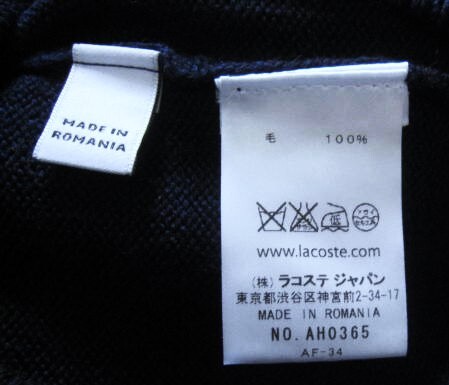 MADE IN
ROMANIA
毛 100%
低
www.lacoste.com
(株) ラコステ ジャパン
東京都渋谷区神宮前2-34-17
MADE IN ROMANIA
NO. AH0365
AF-34